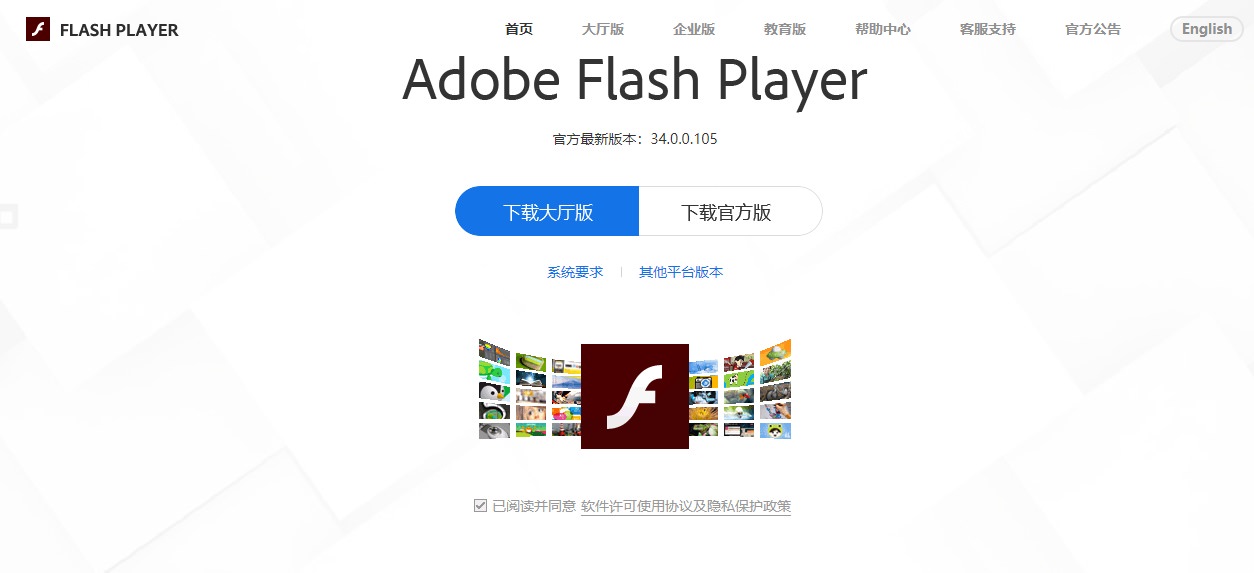 FLASH PLAYER 首页 大厅版 企业版 教育版 帮助中心 客服支持 官方公告 English
Adobe Flash Player
官方最新版本：34.0.0.105
下载大厅版 下载官方版
系统要求 | 其他平台版本
已阅读并同意 软件许可使用协议及隐私保护政策